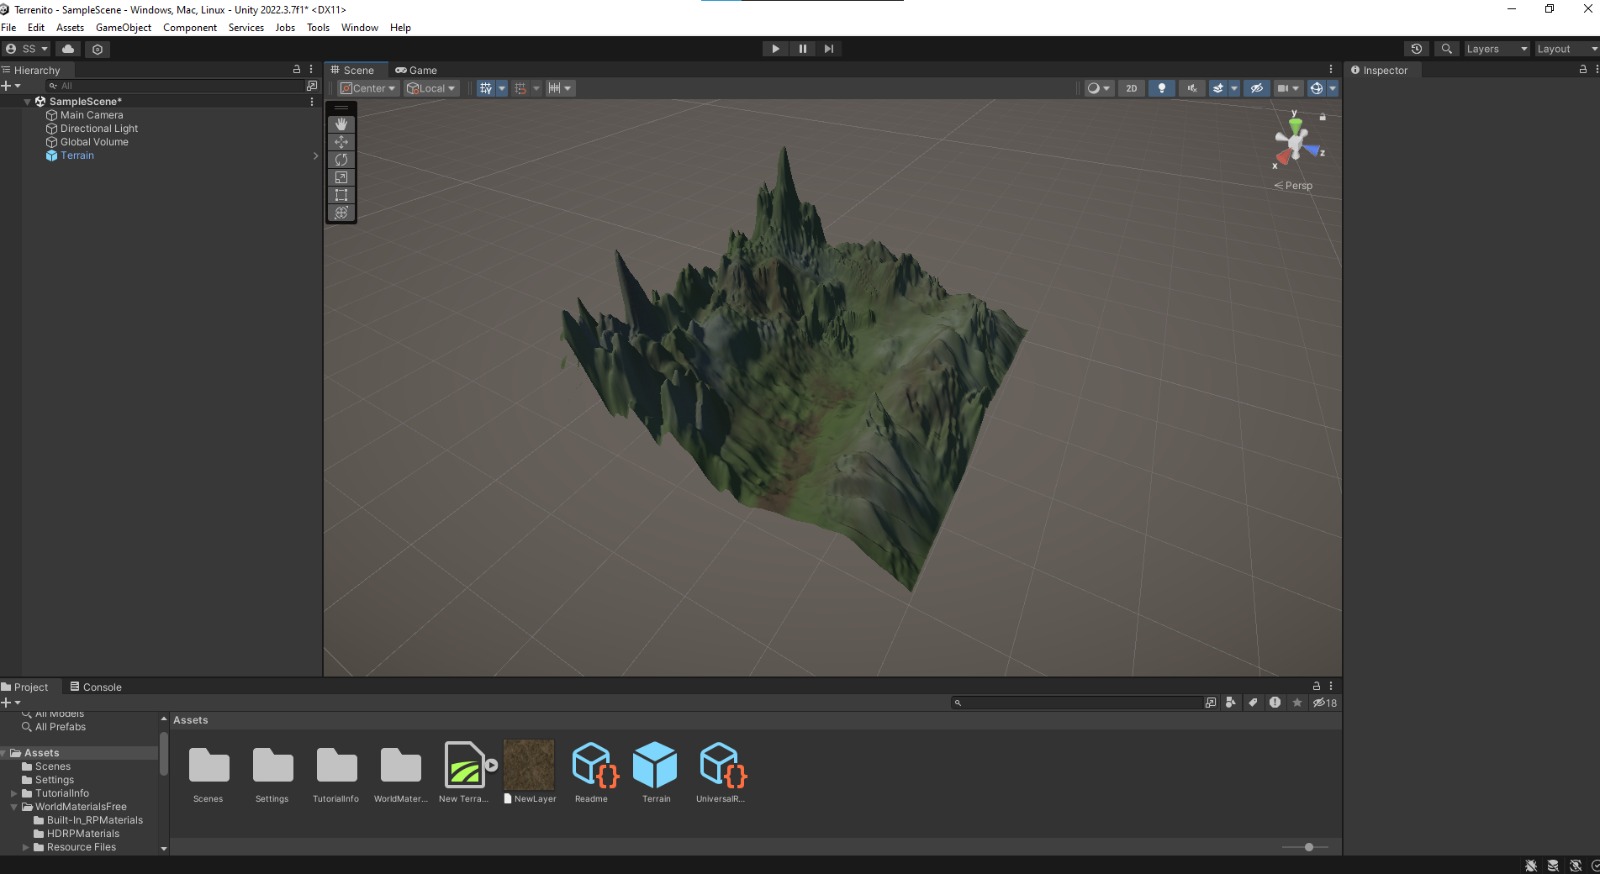 Terrenito - SampleScene - Windows, Mac, Linux - Unity 2022.3.7f1* <DX11>
File Edit Assets GameObject Component Services Jobs Tools Window Help
SS
Layers
Layout
Hierarchy
All
SampleScene*
Main Camera
Directional Light
Global Volume
Terrain
Scene
Game
Center
Local
2D
y
x
z
Persp
Inspector
Project
Console
18
All Models
All Prefabs
Assets
Scenes
Settings
TutorialInfo
WorldMaterialsFree
Built-In_RPMaterials
HDRPMaterials
Resource Files
Assets
Scenes
Settings
TutorialInfo
WorldMater...
New Terra...
NewLayer
Readme
Terrain
UniversalR...